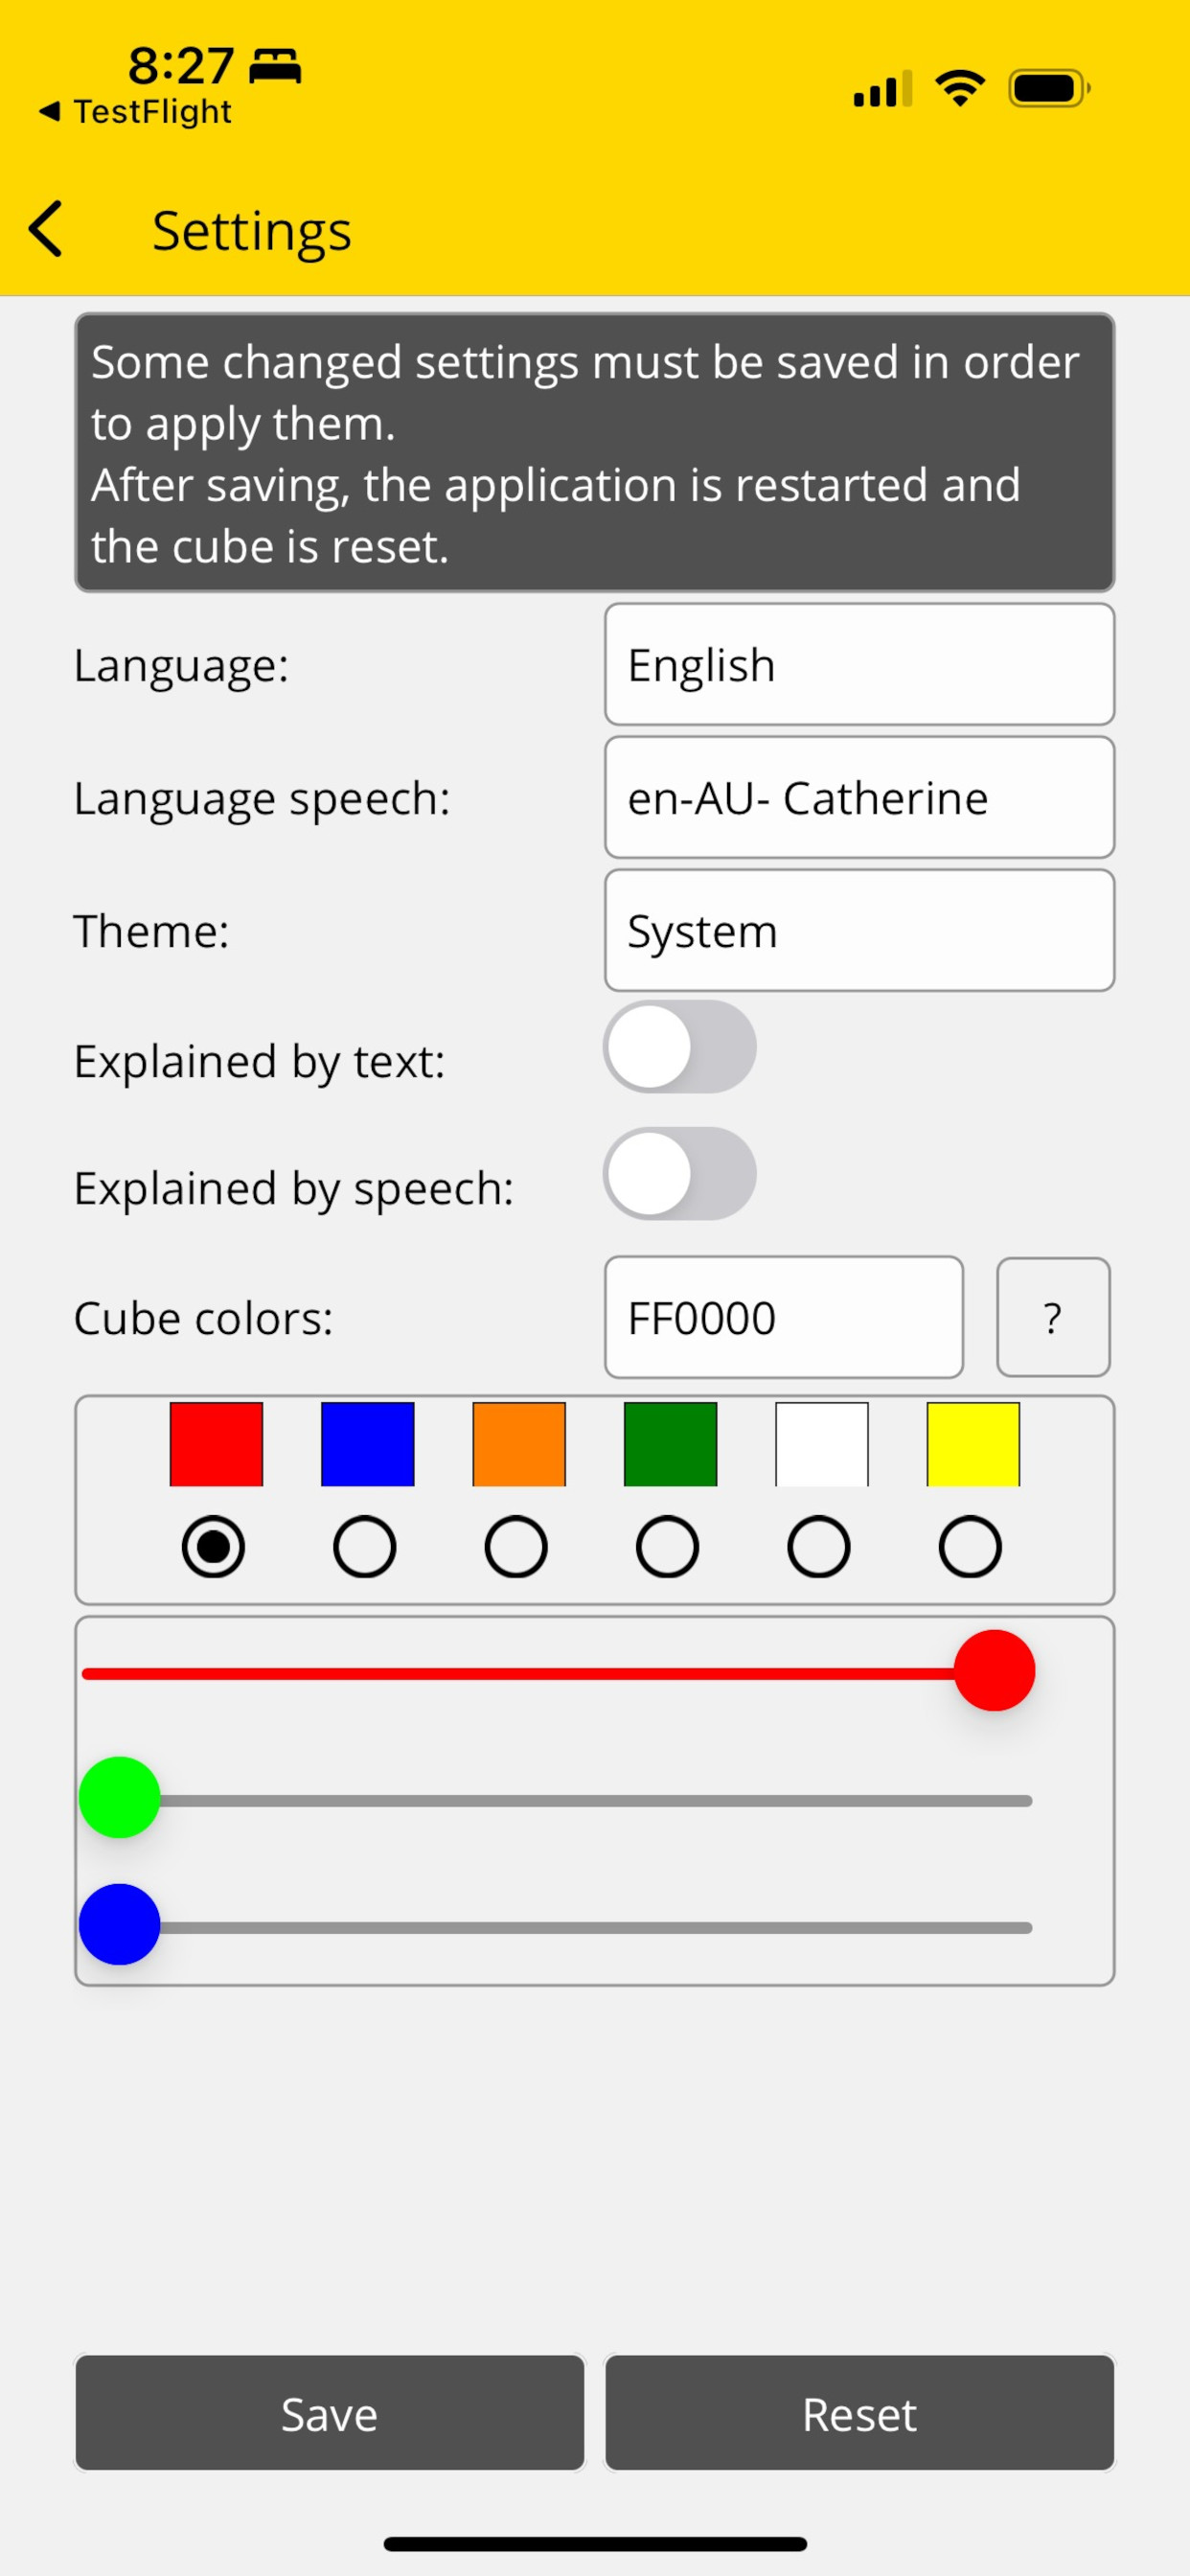 8:27
TestFlight
Settings
Some changed settings must be saved in order
to apply them.
After saving, the application is restarted and
the cube is reset.
Language:
English
Language speech:
en-AU- Catherine
Theme:
System
Explained by text:
Explained by speech:
Cube colors:
FF0000
?
Save
Reset